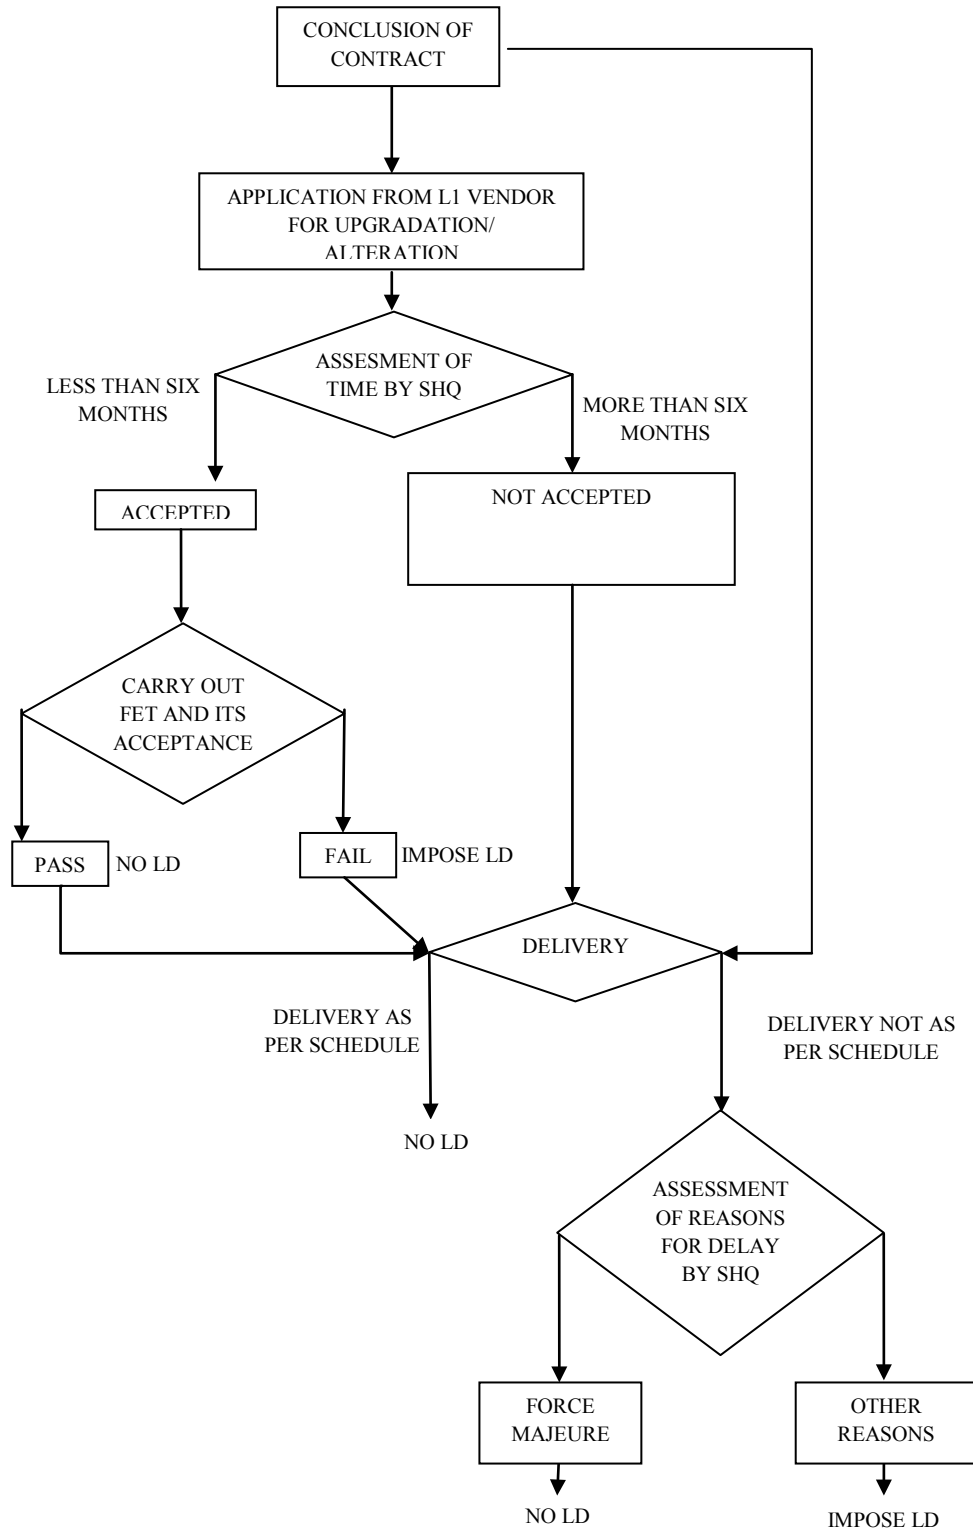 CONCLUSION OF
CONTRACT
APPLICATION FROM L1 VENDOR
FOR UPGRADATION/
ALTERATION
ASSESMENT OF
TIME BY SHQ
LESS THAN SIX
MONTHS
MORE THAN SIX
MONTHS
ACCEPTED
NOT ACCEPTED
CARRY OUT
FET AND ITS
ACCEPTANCE
PASS
NO LD
FAIL
IMPOSE LD
DELIVERY
DELIVERY AS
PER SCHEDULE
DELIVERY NOT AS
PER SCHEDULE
NO LD
ASSESSMENT
OF REASONS
FOR DELAY
BY SHQ
FORCE
MAJEURE
OTHER
REASONS
NO LD
IMPOSE LD